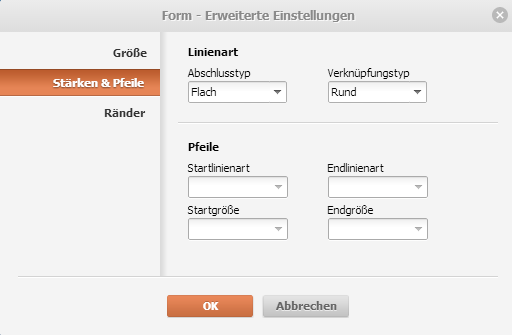 Form - Erweiterte Einstellungen
Größe
Stärken & Pfeile
Ränder
Linienart
Abschlusstyp Verknüpfungstyp
Flach Rund
Pfeile
Startlinienart Endlinienart
Startgröße Endgröße
OK Abbrechen